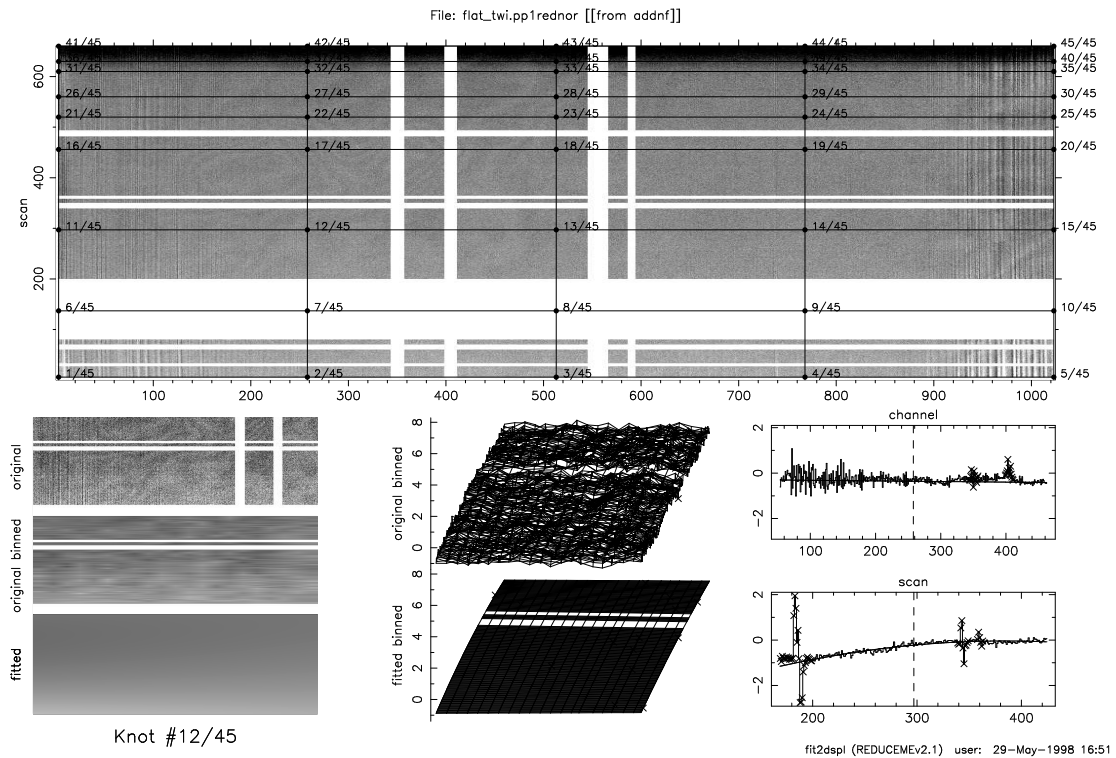 File: flat_twi.pp1rednor [[from addnf]]
41/45 42/45 43/45 44/45 45/45
40/45
31/45 32/45 33/45 34/45 35/45
26/45 27/45 28/45 29/45 30/45
21/45 22/45 23/45 24/45 25/45
16/45 17/45 18/45 19/45 20/45
11/45 12/45 13/45 14/45 15/45
6/45 7/45 8/45 9/45 10/45
1/45 2/45 3/45 4/45 5/45
600
400
200
scan
100 200 300 400 500 600 700 800 900 1000
channel
original
original binned
fitted
Knot #12/45
8
6
4
2
0
original binned
8
6
4
2
0
fitted binned
2
0
−2
100 200 300 400
scan
2
0
−2
200 300 400
fit2dspl (REDUCEMEv2.1) user: 29-May-1998 16:51